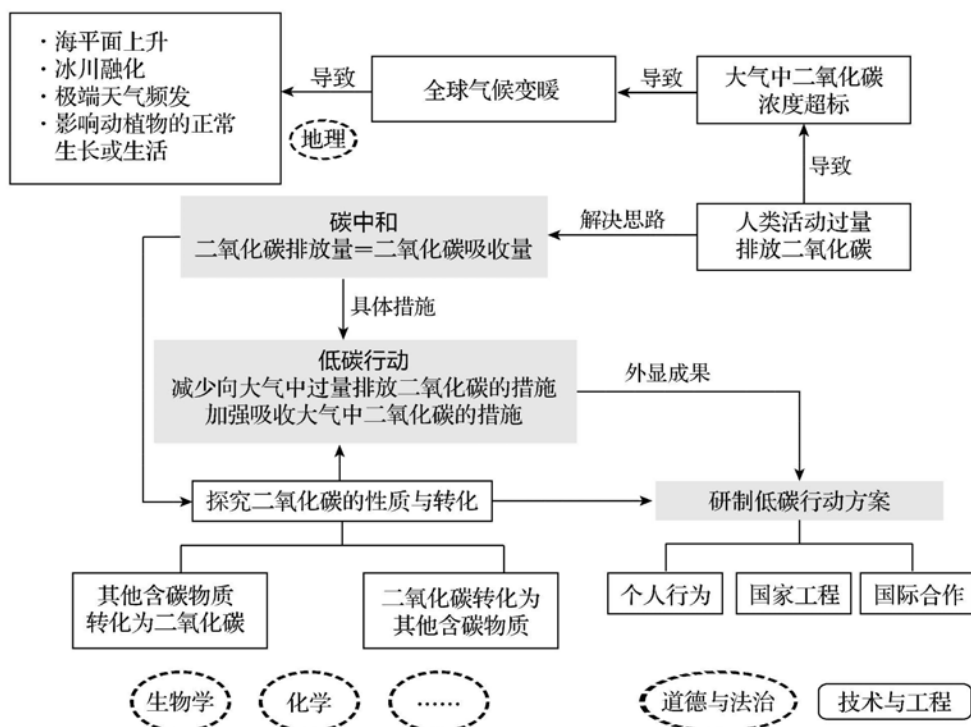 · 海平面上升
· 冰川融化
· 极端天气频发
· 影响动植物的正常
生长或生活
导致
全球气候变暖
导致
大气中二氧化碳
浓度超标
地理
导致
碳中和
二氧化碳排放量=二氧化碳吸收量
解决思路
人类活动过量
排放二氧化碳
具体措施
低碳行动
减少向大气中过量排放二氧化碳的措施
加强吸收大气中二氧化碳的措施
外显成果
探究二氧化碳的性质与转化
研制低碳行动方案
其他含碳物质
转化为二氧化碳
二氧化碳转化为
其他含碳物质
个人行为
国家工程
国际合作
生物学
化学
……
道德与法治
技术与工程